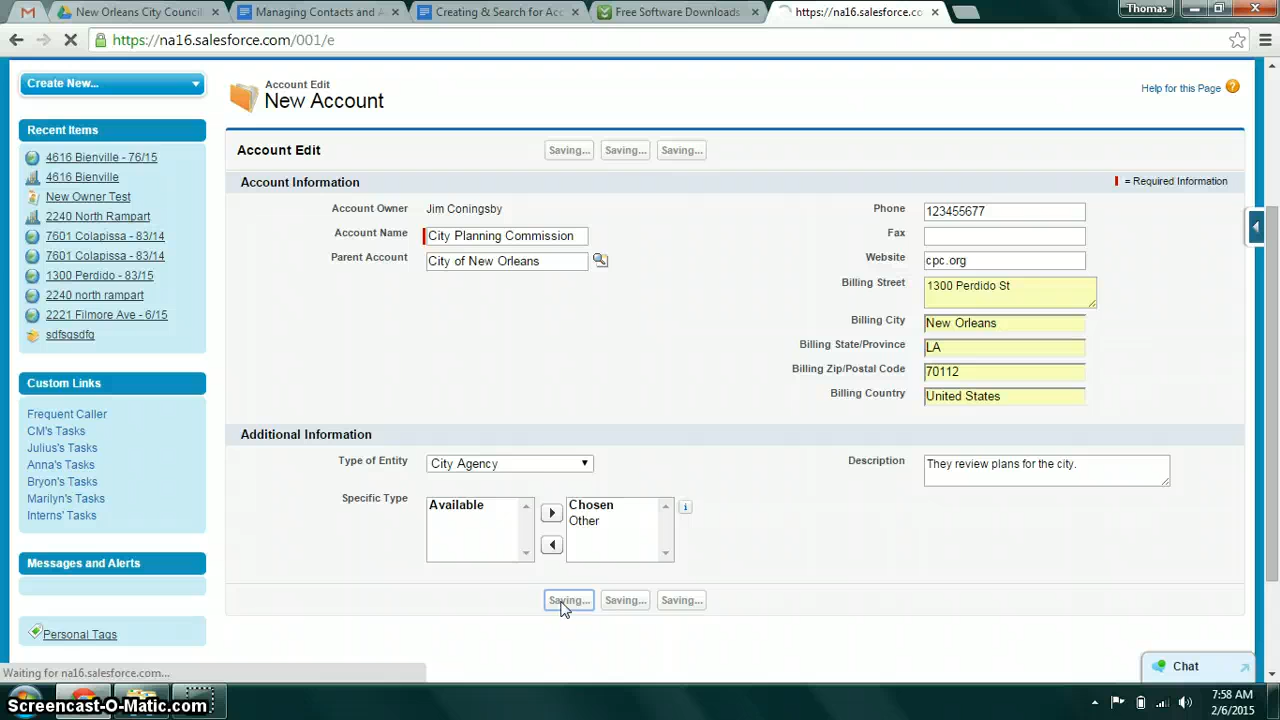 New Orleans City Council
Managing Contacts and A
Creating & Search for Acc
Free Software Downloads
https://na16.salesforce.co
Thomas
https://na16.salesforce.com/001/e
Create New...
Account Edit
New Account
Help for this Page
Recent Items
4616 Bienville - 76/15
4616 Bienville
New Owner Test
2240 North Rampart
7601 Colapissa - 83/14
7601 Colapissa - 83/14
1300 Perdido - 83/15
2240 north rampart
2221 Filmore Ave - 6/15
sdfsgsdfg
Custom Links
Frequent Caller
CM's Tasks
Julius's Tasks
Anna's Tasks
Bryon's Tasks
Marilyn's Tasks
Interns' Tasks
Messages and Alerts
Personal Tags
Account Edit
Saving... Saving... Saving...
Account Information
= Required Information
Account Owner Jim Coningsby
Account Name City Planning Commission
Parent Account City of New Orleans
Phone 123455677
Fax
Website cpc.org
Billing Street 1300 Perdido St
Billing City New Orleans
Billing State/Province LA
Billing Zip/Postal Code 70112
Billing Country United States
Additional Information
Type of Entity City Agency
Specific Type
Available
Chosen
Other
Description They review plans for the city.
Saving... Saving... Saving...
Chat
Waiting for na16.salesforce.com...
Screencast-O-Matic.com
7:58 AM
2/6/2015